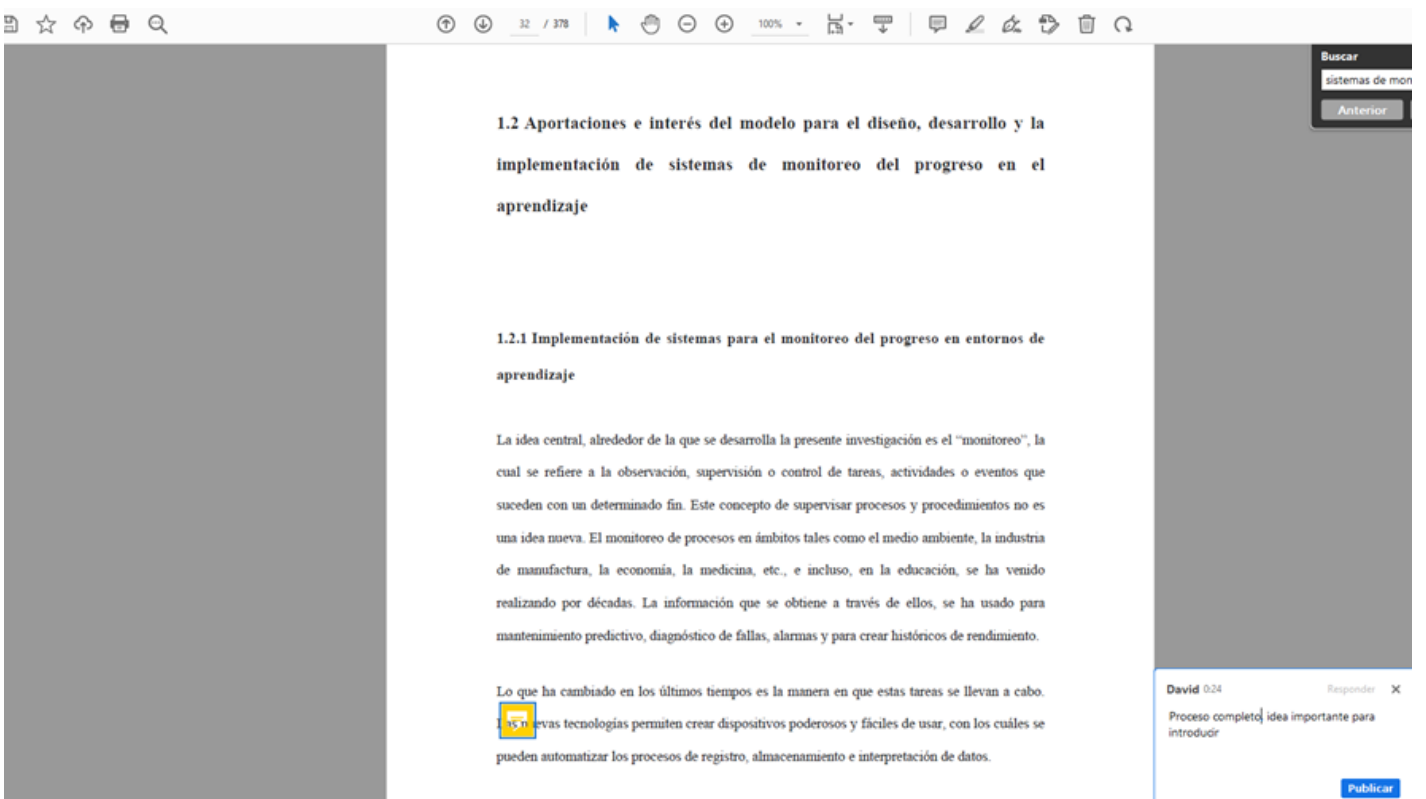 32 / 378
100%
Buscar
sistemas de mon
Anterior
1.2 Aportaciones e interés del modelo para el diseño, desarrollo y la
implementación de sistemas de monitoreo del progreso en el
aprendizaje
1.2.1 Implementación de sistemas para el monitoreo del progreso en entornos de
aprendizaje
La idea central, alrededor de la que se desarrolla la presente investigación es el “monitoreo”, la
cual se refiere a la observación, supervisión o control de tareas, actividades o eventos que
suceden con un determinado fin. Este concepto de supervisar procesos y procedimientos no es
una idea nueva. El monitoreo de procesos en ámbitos tales como el medio ambiente, la industria
de manufactura, la economía, la medicina, etc., e incluso, en la educación, se ha venido
realizando por décadas. La información que se obtiene a través de ellos, se ha usado para
mantenimiento predictivo, diagnóstico de fallas, alarmas y para crear históricos de rendimiento.
Lo que ha cambiado en los últimos tiempos es la manera en que estas tareas se llevan a cabo.
evas tecnologías permiten crear dispositivos poderosos y fáciles de usar, con los cuáles se
pueden automatizar los procesos de registro, almacenamiento e interpretación de datos.
David 0:24
Responder
Proceso completo, idea importante para
introducir
Publicar